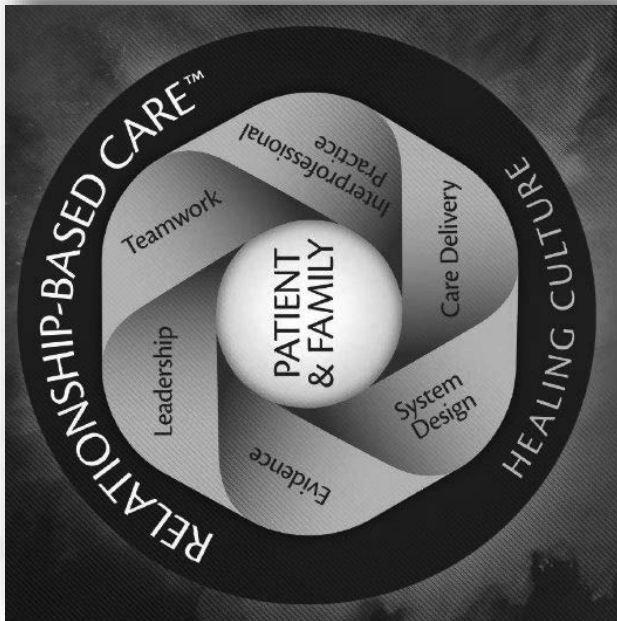 RELATIONSHIP-BASED CARE™
HEALING CULTURE
Interprofessional
Practice
Care Delivery
System
Design
Evidence
Leadership
Teamwork
PATIENT
& FAMILY